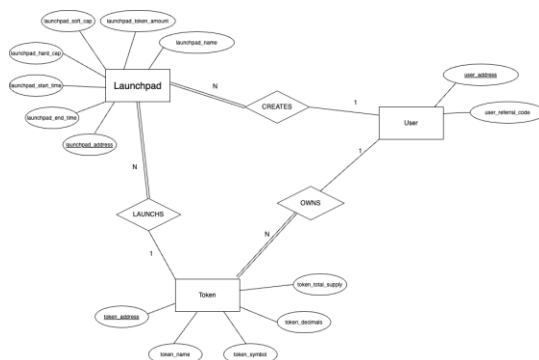 launchpad_soft_cap
launchpad_token_amount
launchpad_name
launchpad_hard_cap
Launchpad
launchpad_start_time
launchpad_end_time
launchpad_address
N
CREATES
1
user_address
User
user_referral_code
1
N
OWNS
LAUNCHS
N
1
Token
token_total_supply
token_address
token_decimals
token_name
token_symbol